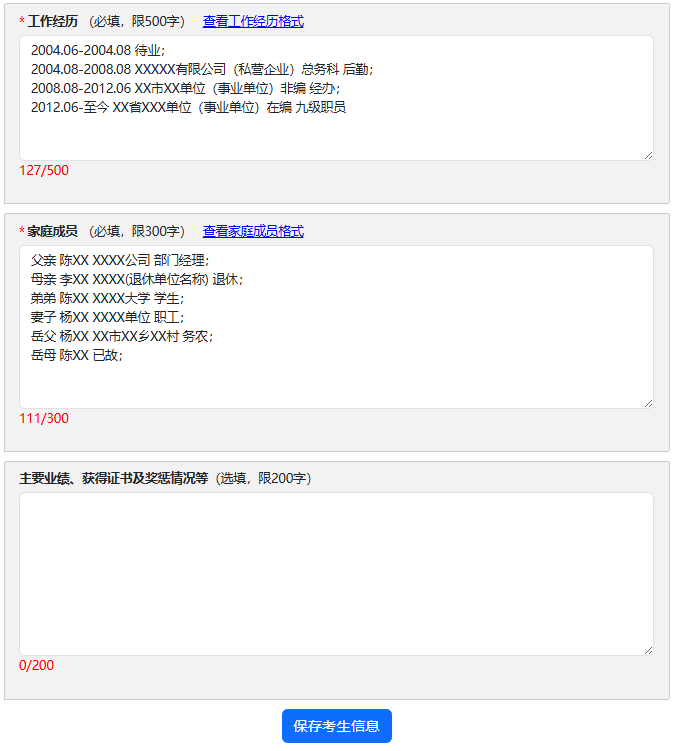 * 工作经历 （必填，限500字） 查看工作经历格式
2004.06-2004.08 待业；
2004.08-2008.08 XXXXX有限公司（私营企业）总务科 后勤；
2008.08-2012.06 XX市XX单位（事业单位）非编 经办；
2012.06-至今 XX省XXX单位（事业单位）在编 九级职员
127/500
* 家庭成员 （必填，限300字） 查看家庭成员格式
父亲 陈XX XXXX公司 部门经理；
母亲 李XX XXXX(退休单位名称) 退休；
弟弟 陈XX XXXX大学 学生；
妻子 杨XX XXXX单位 职工；
岳父 杨XX XX市XX乡XX村 务农；
岳母 陈XX 已故；
111/300
主要业绩、获得证书及奖惩情况等（选填，限200字）
0/200
保存考生信息